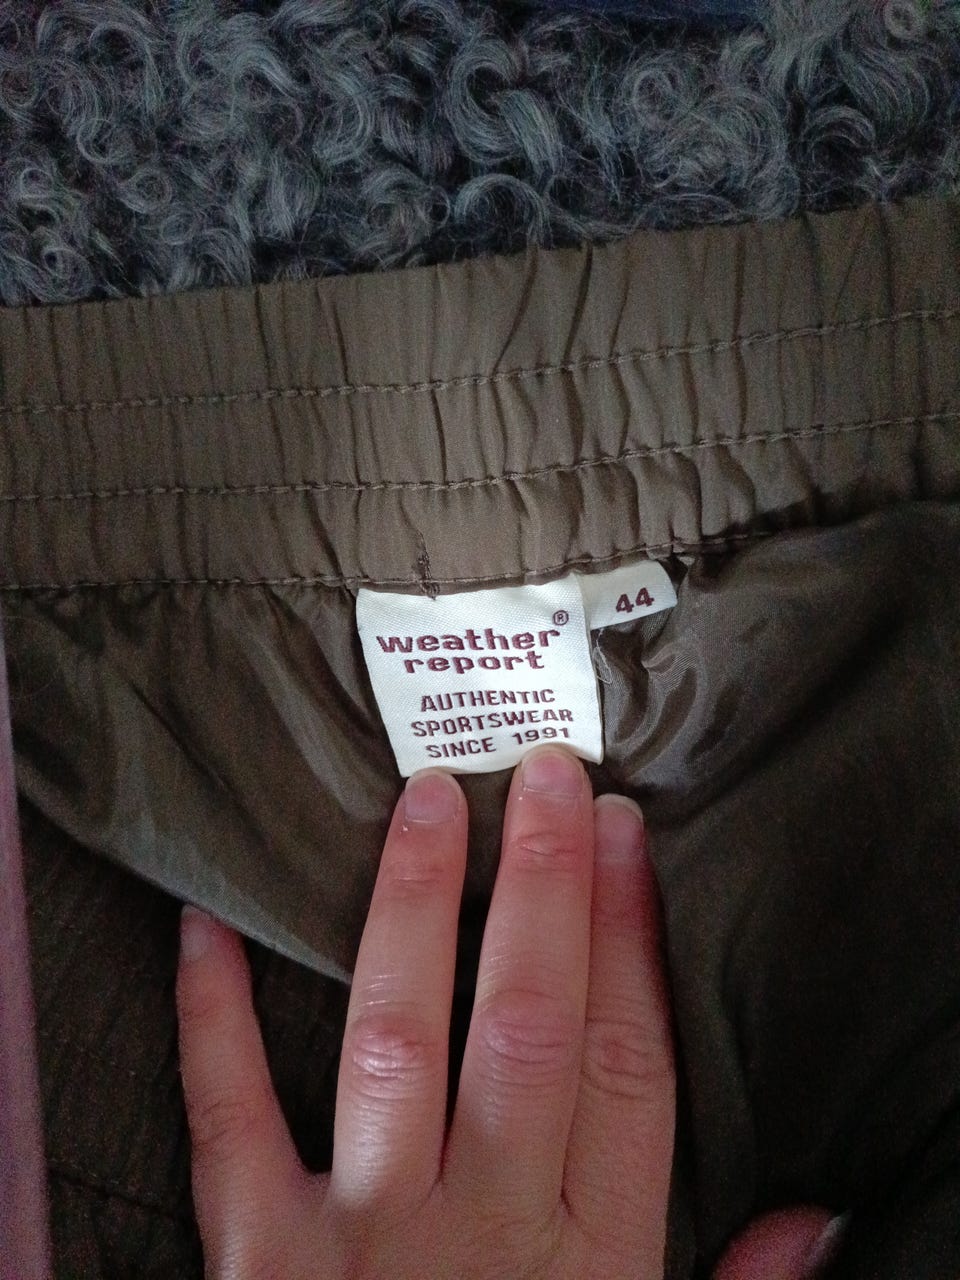 weather®
report
AUTHENTIC
SPORTSWEAR
SINCE 1991
44